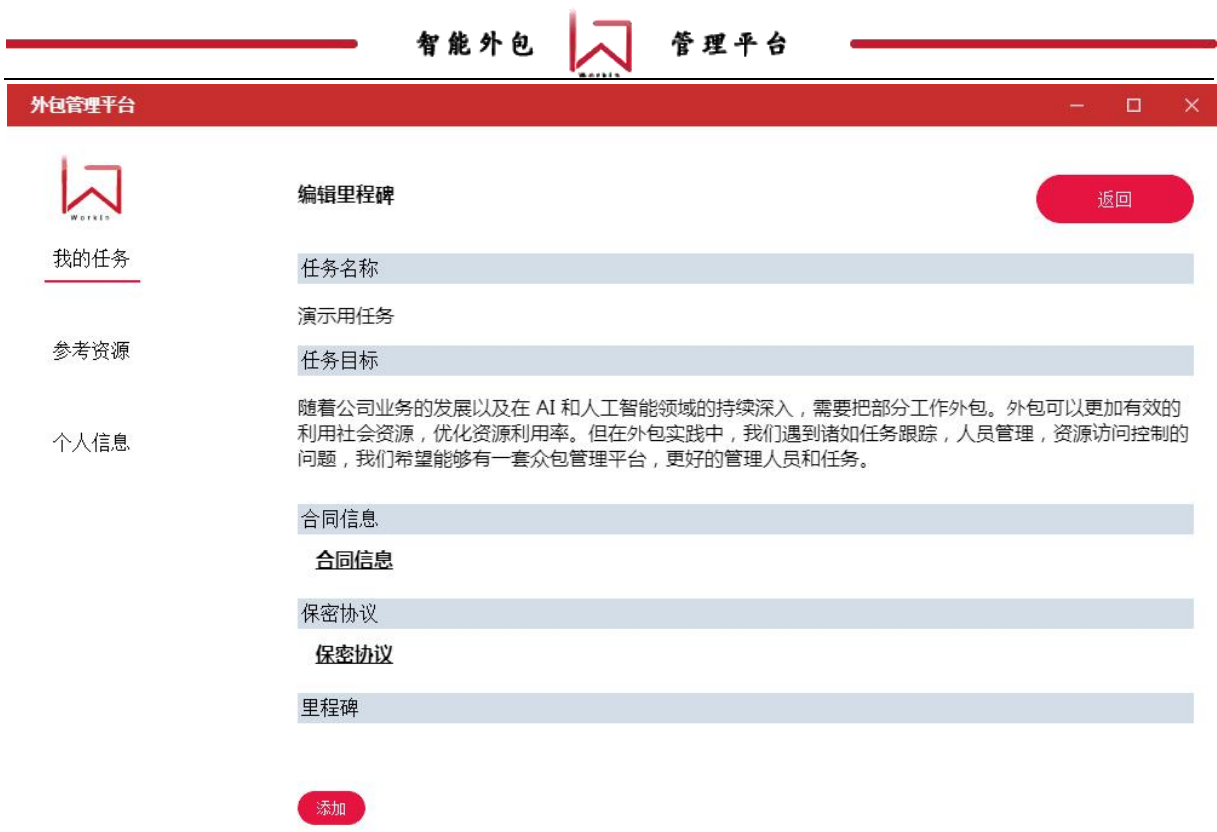 智能外包 管理平台
WorkIn
外包管理平台
WorkIn
编辑里程碑
返回
我的任务
任务名称
演示用任务
参考资源
任务目标
随着公司业务的发展以及在 AI 和人工智能领域的持续深入，需要把部分工作外包。外包可以更加有效的
利用社会资源，优化资源利用率。但在外包实践中，我们遇到诸如任务跟踪，人员管理，资源访问控制的
问题，我们希望能够有一套众包管理平台，更好的管理人员和任务。
个人信息
合同信息
合同信息
保密协议
保密协议
里程碑
添加